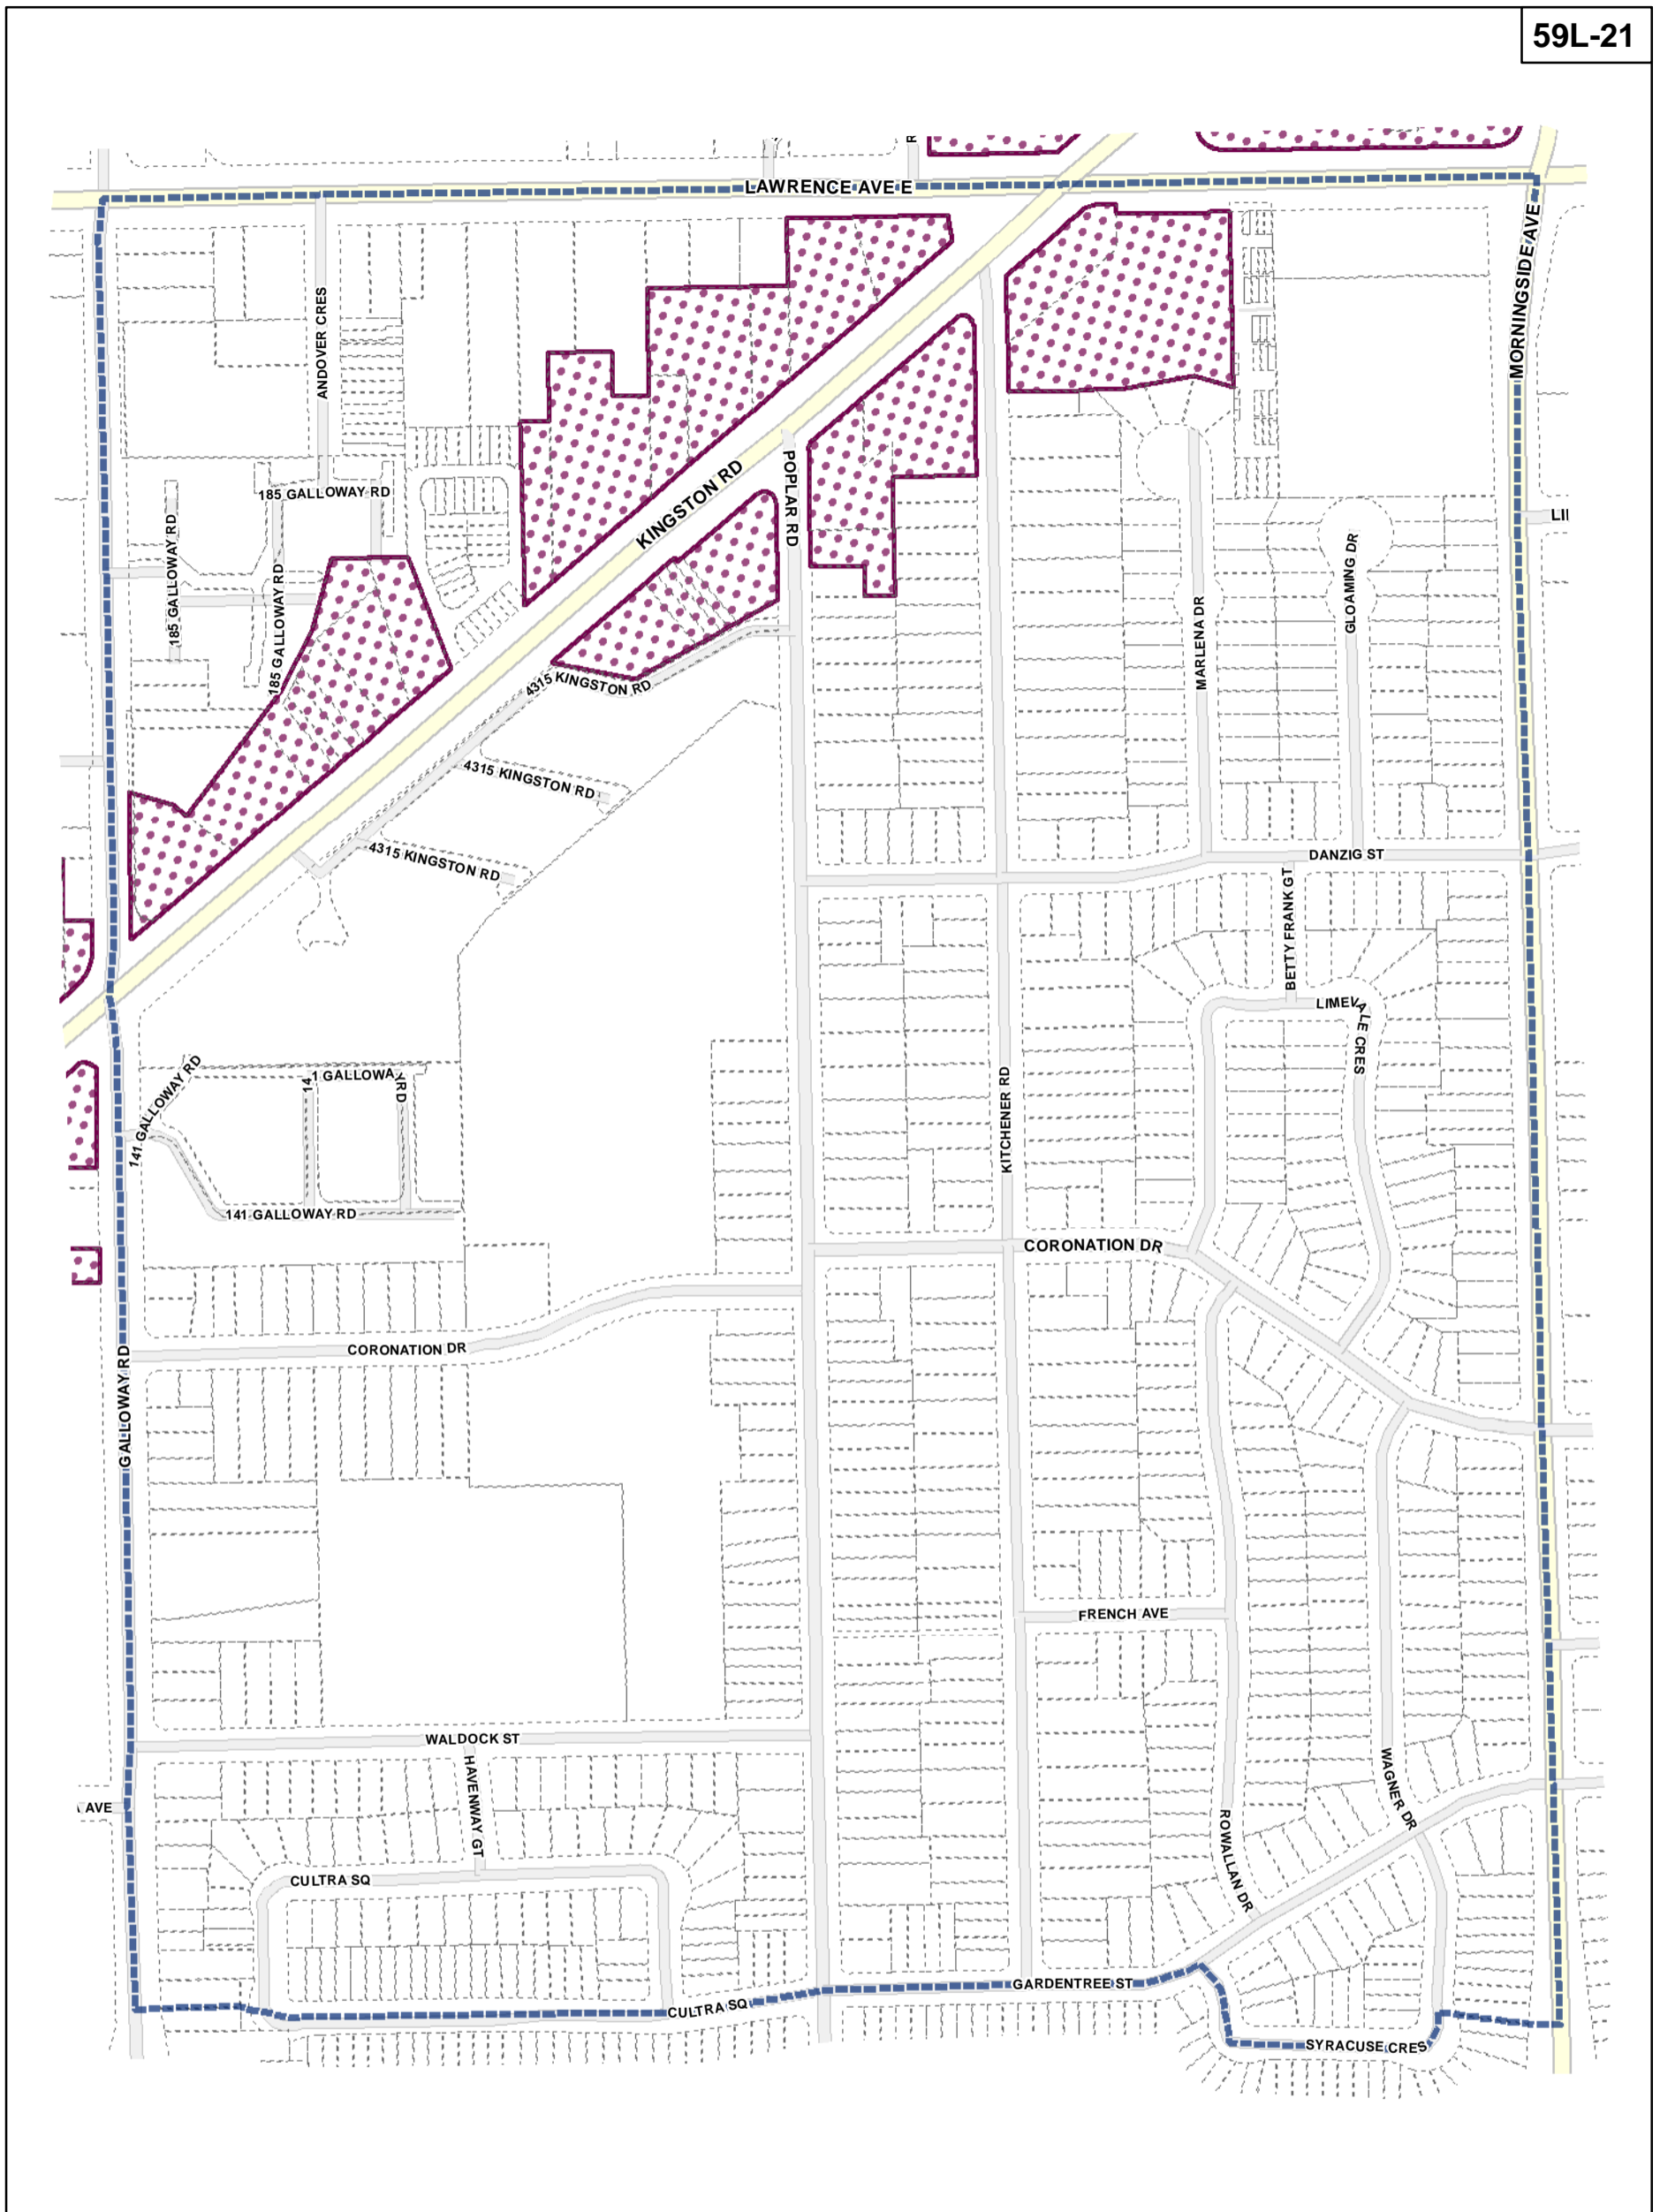 59L-21
R
LAWRENCE AVE E
MORNINGSIDE AVE
ANDOVER CRES
185 GALLOWAY RD
185 GALLOWAY RD
185 GALLOWAY RD
KINGSTON RD
POPLAR RD
LI
GLOAMING DR
MARLENA DR
4315 KINGSTON RD
4315 KINGSTON RD
4315 KINGSTON RD
DANZIG ST
BETTY FRANK GT
LIMEVALE CRES
141 GALLOWAY RD
141 GALLOWAY RD
141 GALLOWAY RD
KITCHENER RD
CORONATION DR
CORONATION DR
GALLOWAY RD
FRENCH AVE
WALDOCK ST
HAVENWAY GT
AVE
WAGNER DR
ROWALLAN DR
CULTRA SQ
CULTRA SQ
GARDENTREE ST
SYRACUSE CRES